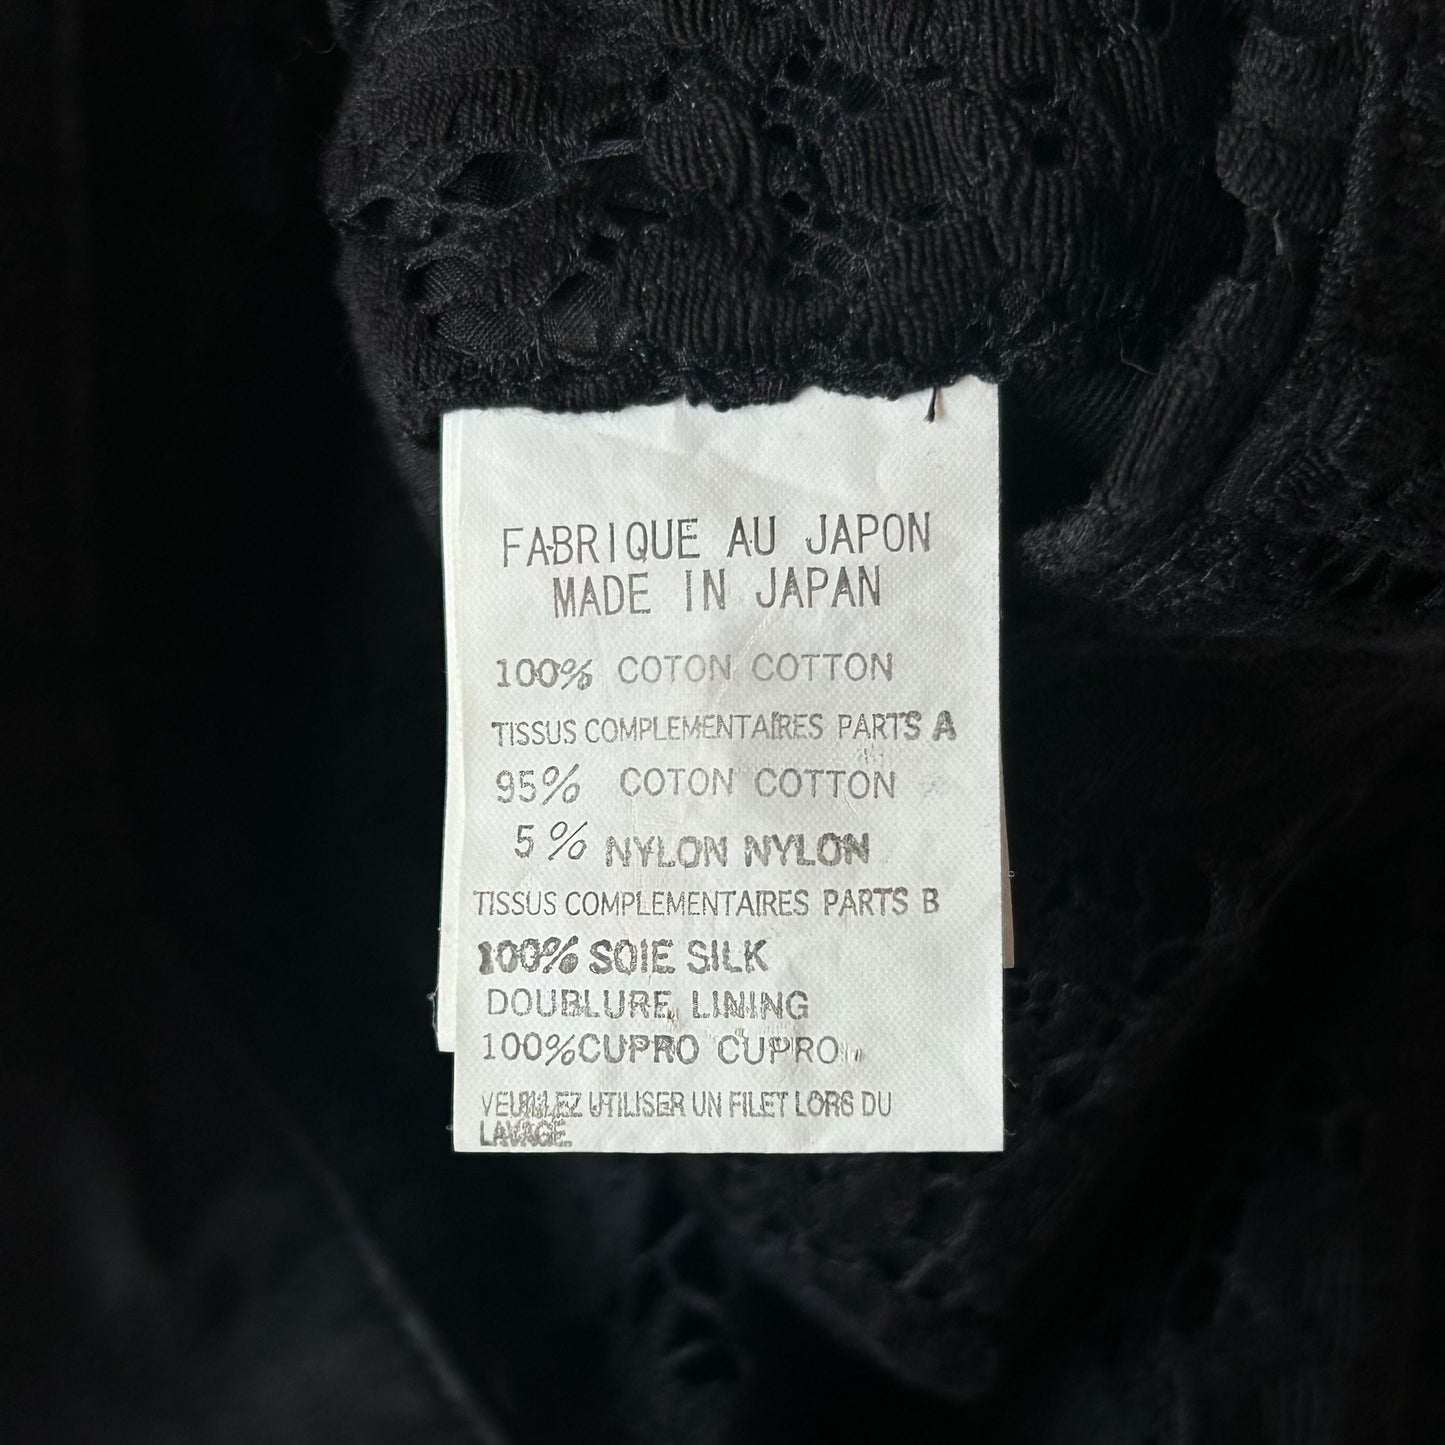 FABRIQUE AU JAPON
MADE IN JAPAN
100% COTON COTTON
TISSUS COMPLEMENTAIRES PARTS A
95% COTON COTTON
5% NYLON NYLON
TISSUS COMPLEMENTAIRES PARTS B
100% SOIE SILK
DOUBLURE LINING
100%CUPRO CUPRO
VEUILLEZ UTILISER UN FILET LORS DU
LAVAGE.